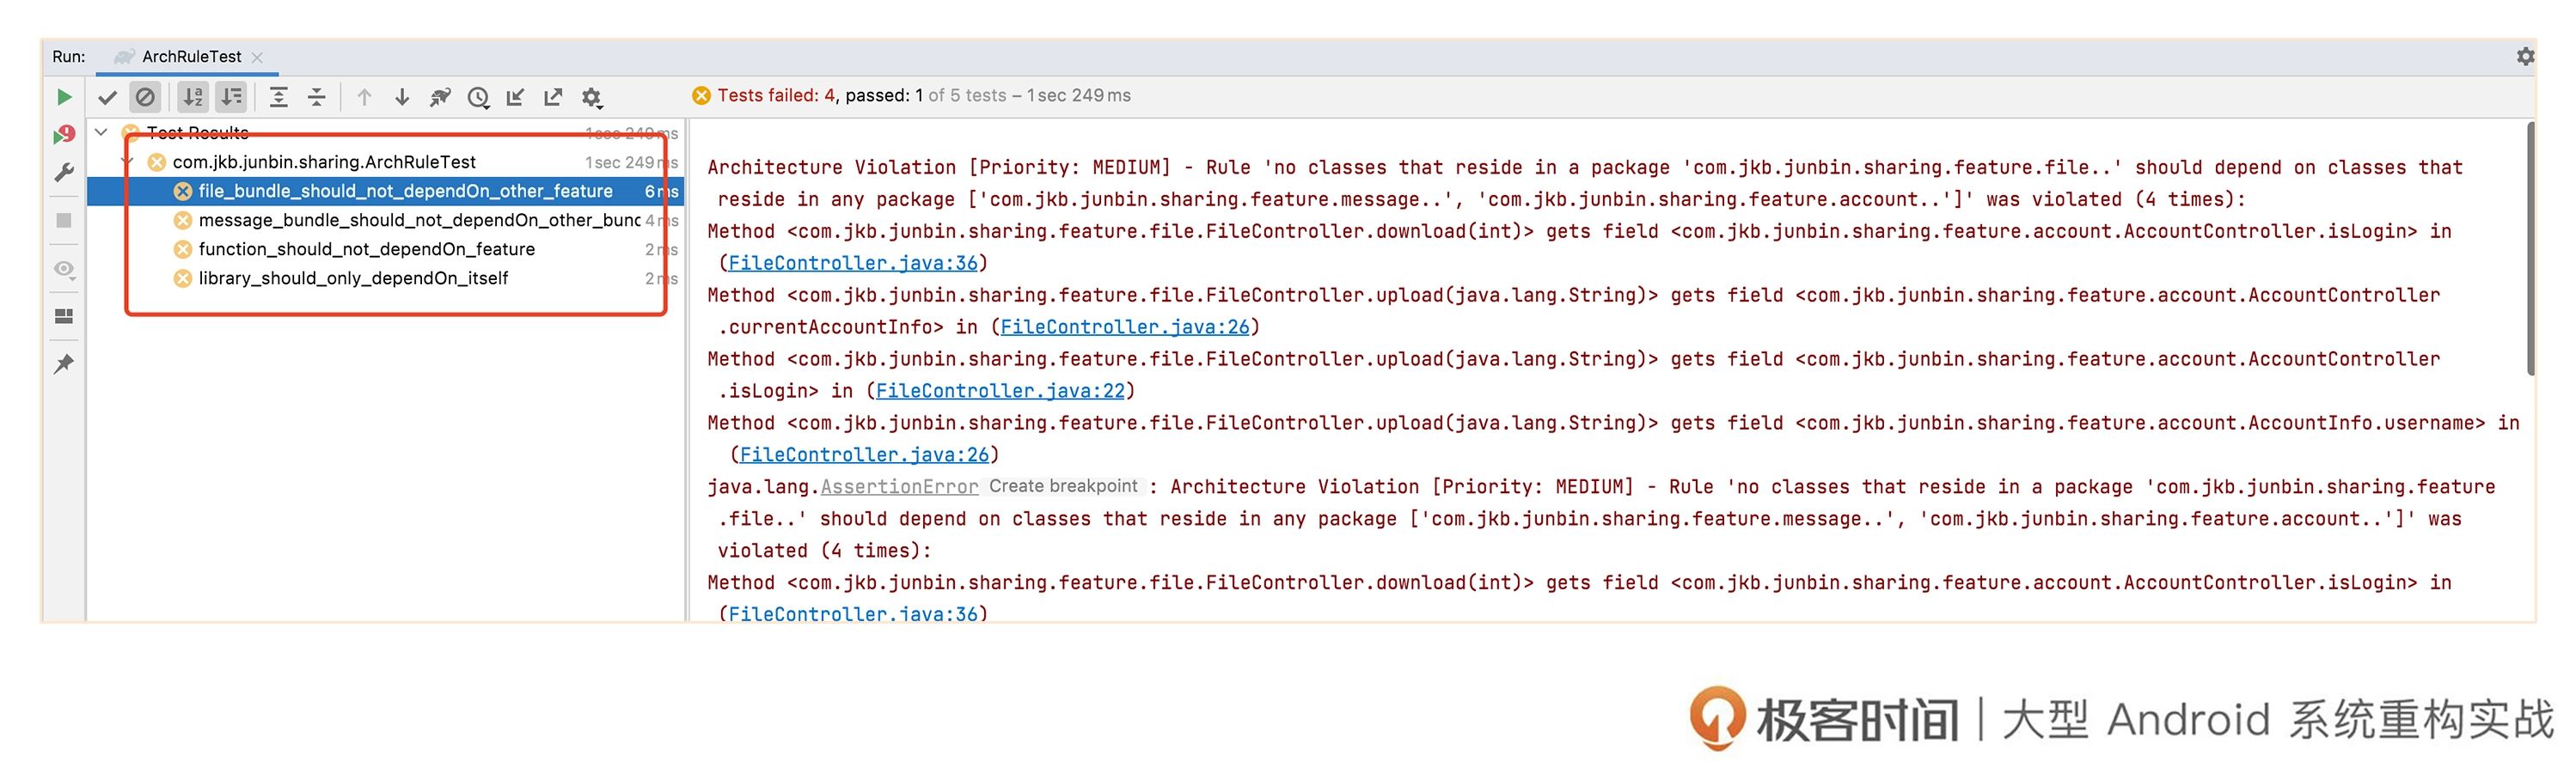 Run: ArchRuleTest
Tests failed: 4, passed: 1 of 5 tests – 1 sec 249 ms
Test Results 1 sec 249 ms
com.jkb.junbin.sharing.ArchRuleTest 1 sec 249 ms
file_bundle_should_not_dependOn_other_feature 6 ms
message_bundle_should_not_dependOn_other_bund 4 ms
function_should_not_dependOn_feature 2 ms
library_should_only_dependOn_itself 2 ms
Architecture Violation [Priority: MEDIUM] - Rule 'no classes that reside in a package 'com.jkb.junbin.sharing.feature.file..' should depend on classes that
reside in any package ['com.jkb.junbin.sharing.feature.message..', 'com.jkb.junbin.sharing.feature.account..']' was violated (4 times):
Method <com.jkb.junbin.sharing.feature.file.FileController.download(int)> gets field <com.jkb.junbin.sharing.feature.account.AccountController.isLogin> in
(FileController.java:36)
Method <com.jkb.junbin.sharing.feature.file.FileController.upload(java.lang.String)> gets field <com.jkb.junbin.sharing.feature.account.AccountController
.currentAccountInfo> in (FileController.java:26)
Method <com.jkb.junbin.sharing.feature.file.FileController.upload(java.lang.String)> gets field <com.jkb.junbin.sharing.feature.account.AccountController
.isLogin> in (FileController.java:22)
Method <com.jkb.junbin.sharing.feature.file.FileController.upload(java.lang.String)> gets field <com.jkb.junbin.sharing.feature.account.AccountInfo.username> in
(FileController.java:26)
java.lang.AssertionError Create breakpoint : Architecture Violation [Priority: MEDIUM] - Rule 'no classes that reside in a package 'com.jkb.junbin.sharing.feature
.file..' should depend on classes that reside in any package ['com.jkb.junbin.sharing.feature.message..', 'com.jkb.junbin.sharing.feature.account..']' was
violated (4 times):
Method <com.jkb.junbin.sharing.feature.file.FileController.download(int)> gets field <com.jkb.junbin.sharing.feature.account.AccountController.isLogin> in
(FileController.java:36)
极客时间 | 大型 Android 系统重构实战